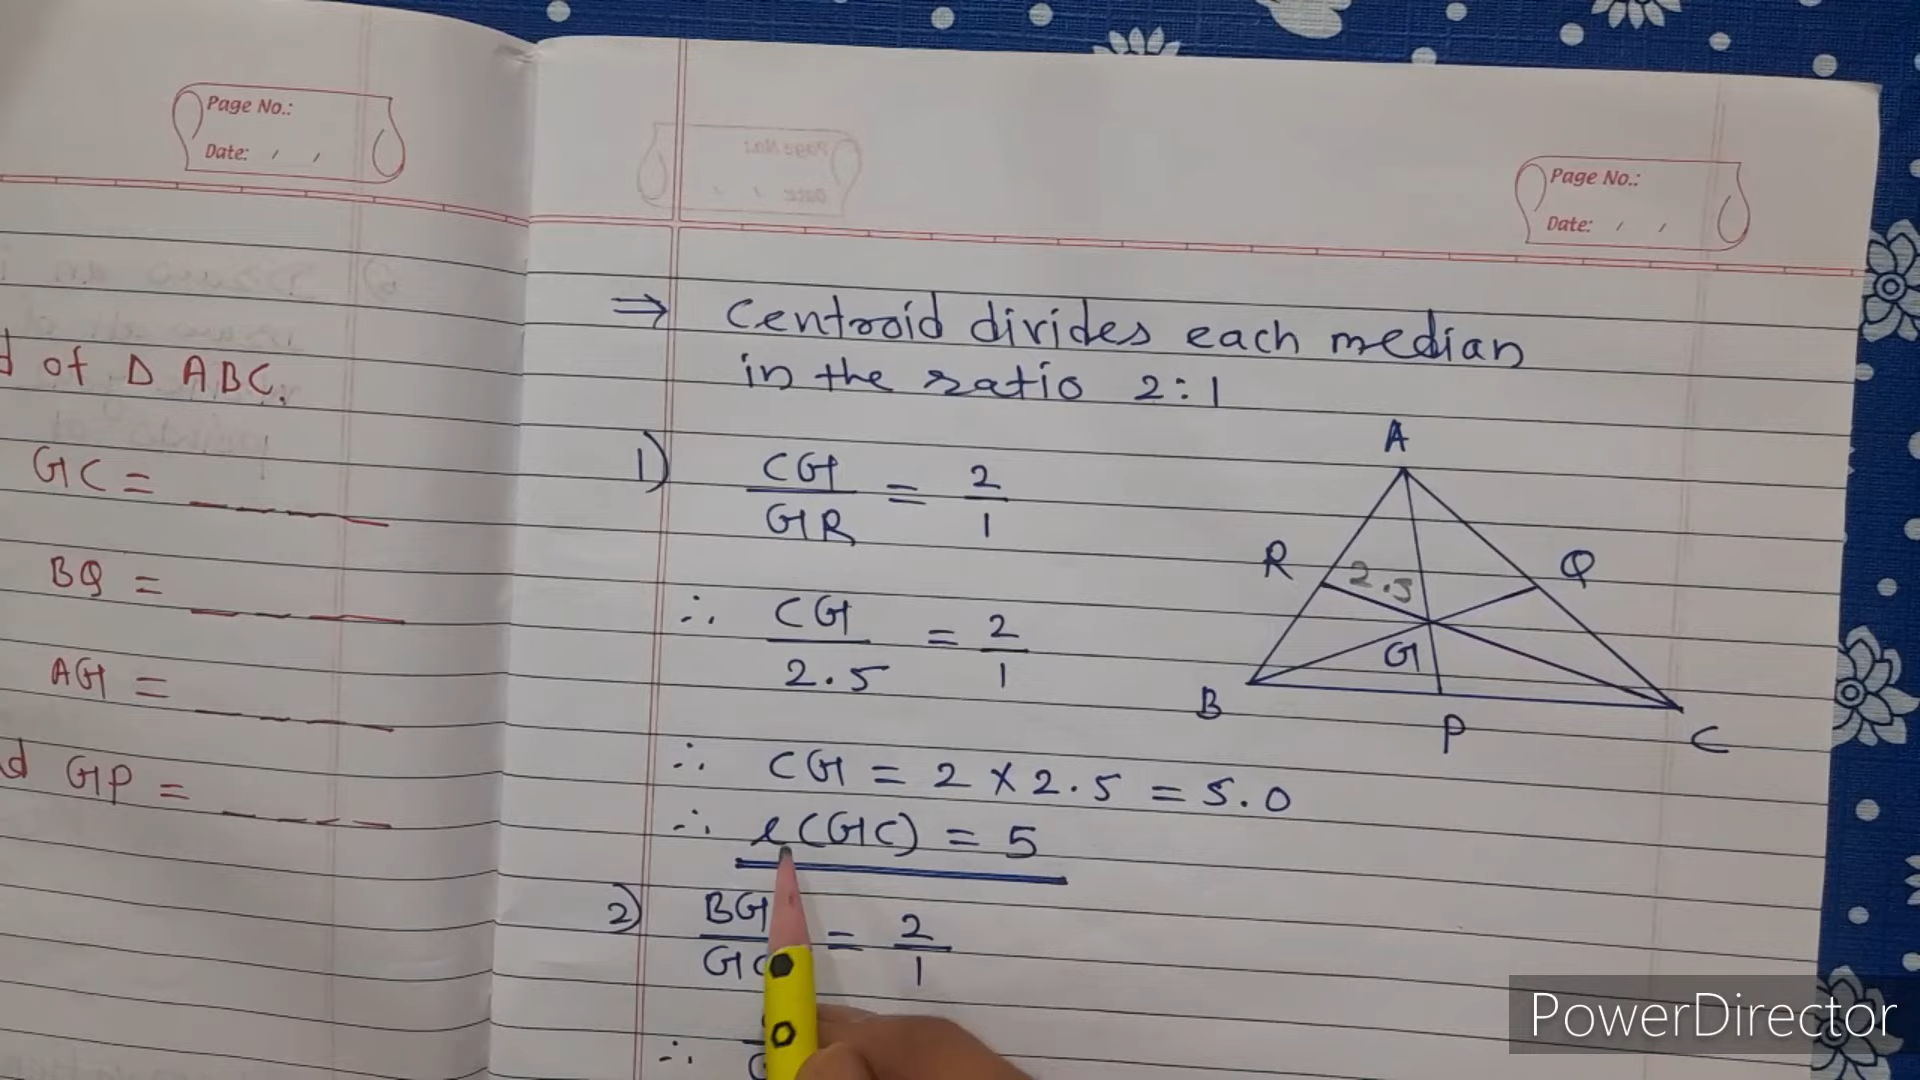 Page No.:
Date:
of Δ ABC.
GC =
BQ =
AG =
GP =
Page No.:
Date:
⇒ Centroid divides each median
in the ratio 2:1
1) CG/GR = 2/1
∴ CG/2.5 = 2/1
∴ CG = 2 × 2.5 = 5.0
∴ l(GC) = 5
2) BG = 2/1
∴
A
R
2.5
Q
G
B
P
C
PowerDirector